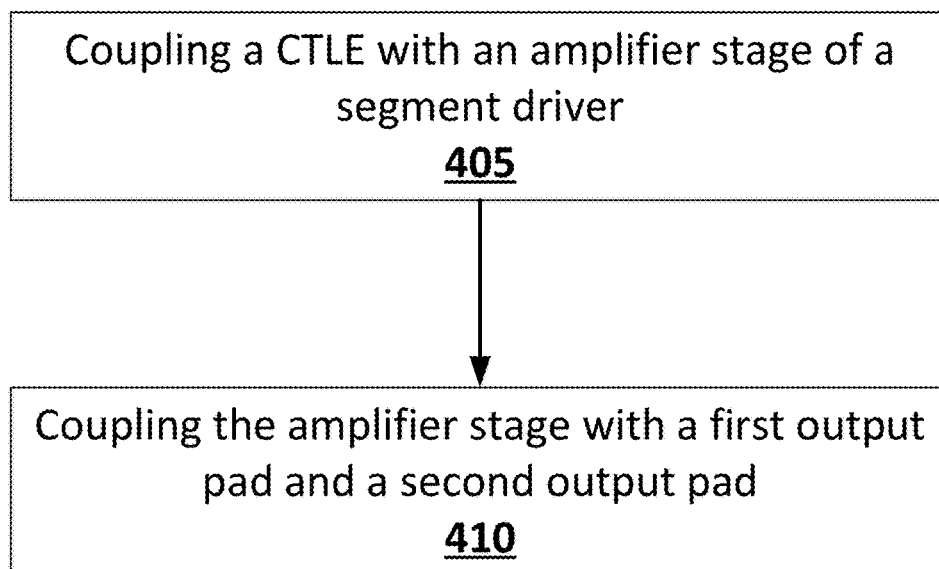 Coupling a CTLE with an amplifier stage of a
segment driver
405
Coupling the amplifier stage with a first output
pad and a second output pad
410